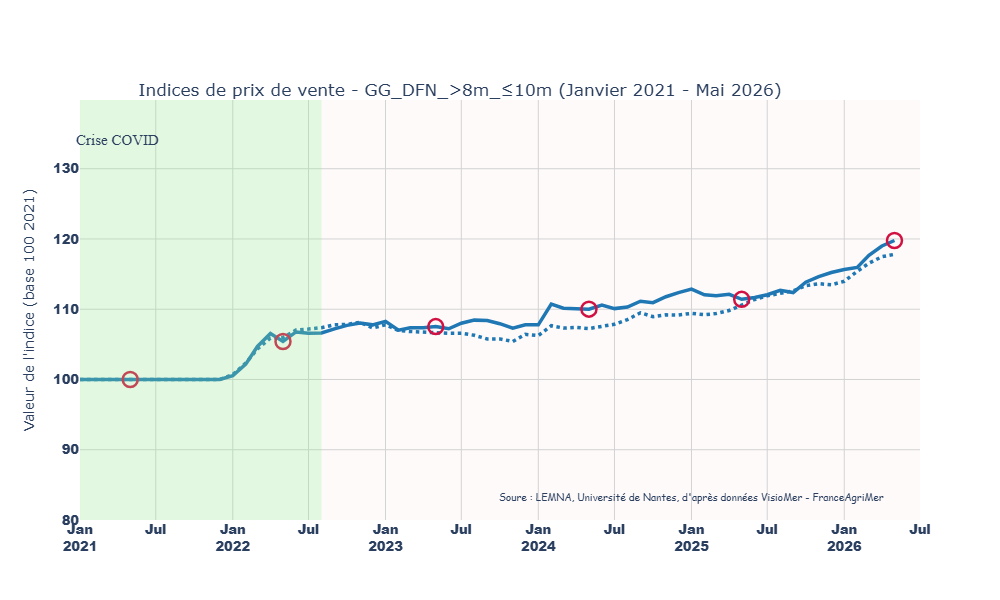 Indices de prix de vente - GG_DFN_>8m_≤10m (Janvier 2021 - Mai 2026)
Crise COVID
Valeur de l'indice (base 100 2021)
130
120
110
100
90
80
Soure : LEMNA, Université de Nantes, d'après données VisioMer - FranceAgriMer
Jan Jul Jan Jul Jan Jul Jan Jul Jan Jul Jan Jul
2021 2022 2023 2024 2025 2026